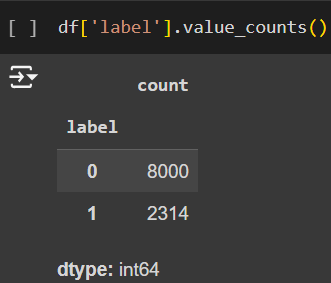 [ ] df['label'].value_counts()
count
label
0 8000
1 2314
dtype: int64